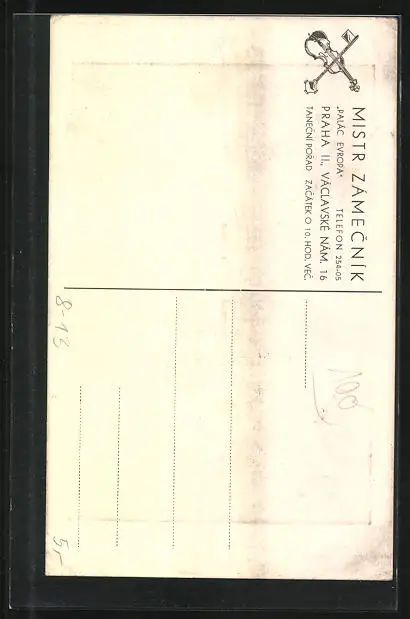 MISTR ZÁMEČNÍK
„PALÁC EVROPA“ TELEFON 254-05
PRAHA II., VÁCLAVSKÉ NÁM. 16
TANEČNÍ POŘAD ZAČÁTEK O 10. HOD. VEČ.
100
8-13
5,-